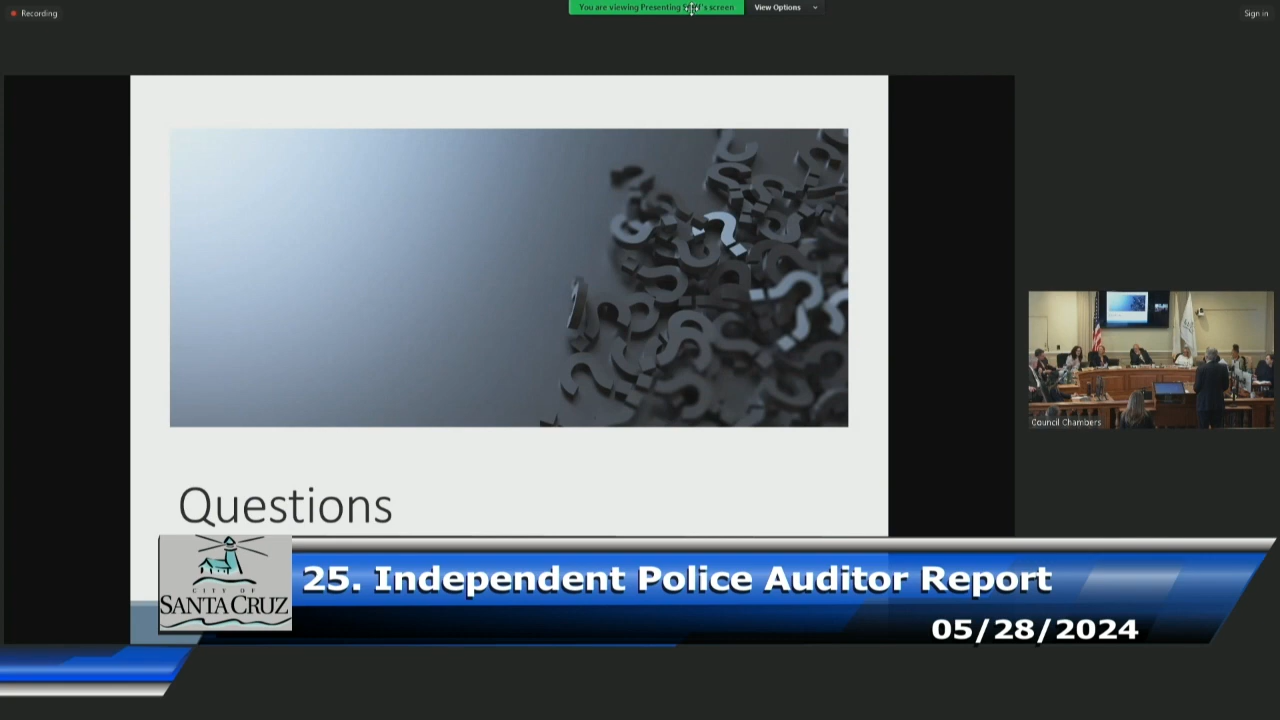 Recording
You are viewing Presenting screen
View Options
Sign in
Council Chambers
Questions
CITY OF
SANTA CRUZ
25. Independent Police Auditor Report
05/28/2024